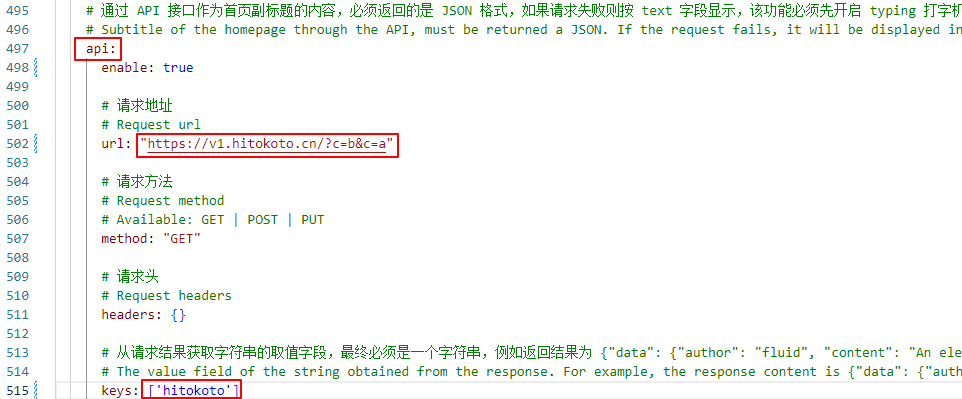 495 # 通过 API 接口作为首页副标题的内容，必须返回的是 JSON 格式，如果请求失败则按 text 字段显示，该功能必须先开启 typing 打字机
496 # Subtitle of the homepage through the API, must be returned a JSON. If the request fails, it will be displayed in
497 api:
498 enable: true
499
500 # 请求地址
501 # Request url
502 url: "https://v1.hitokoto.cn/?c=b&c=a"
503
504 # 请求方法
505 # Request method
506 # Available: GET | POST | PUT
507 method: "GET"
508
509 # 请求头
510 # Request headers
511 headers: {}
512
513 # 从请求结果获取字符串的取值字段，最终必须是一个字符串，例如返回结果为 {"data": {"author": "fluid", "content": "An ele
514 # The value field of the string obtained from the response. For example, the response content is {"data": {"auth
515 keys: ['hitokoto']